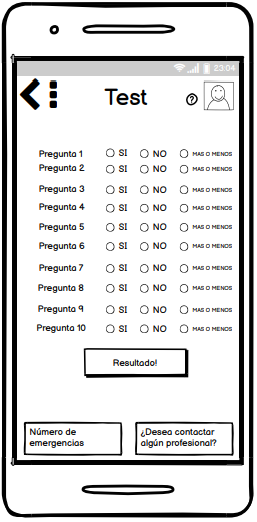 23:04
Test
?
Pregunta 1 SI NO MAS O MENOS
Pregunta 2 SI NO MAS O MENOS
Pregunta 3 SI NO MAS O MENOS
Pregunta 4 SI NO MAS O MENOS
Pregunta 5 SI NO MAS O MENOS
Pregunta 6 SI NO MAS O MENOS
Pregunta 7 SI NO MAS O MENOS
Pregunta 8 SI NO MAS O MENOS
Pregunta 9 SI NO MAS O MENOS
Pregunta 10 SI NO MAS O MENOS
Resultado!
Número de
emergencias
¿Desea contactar
algún profesional?